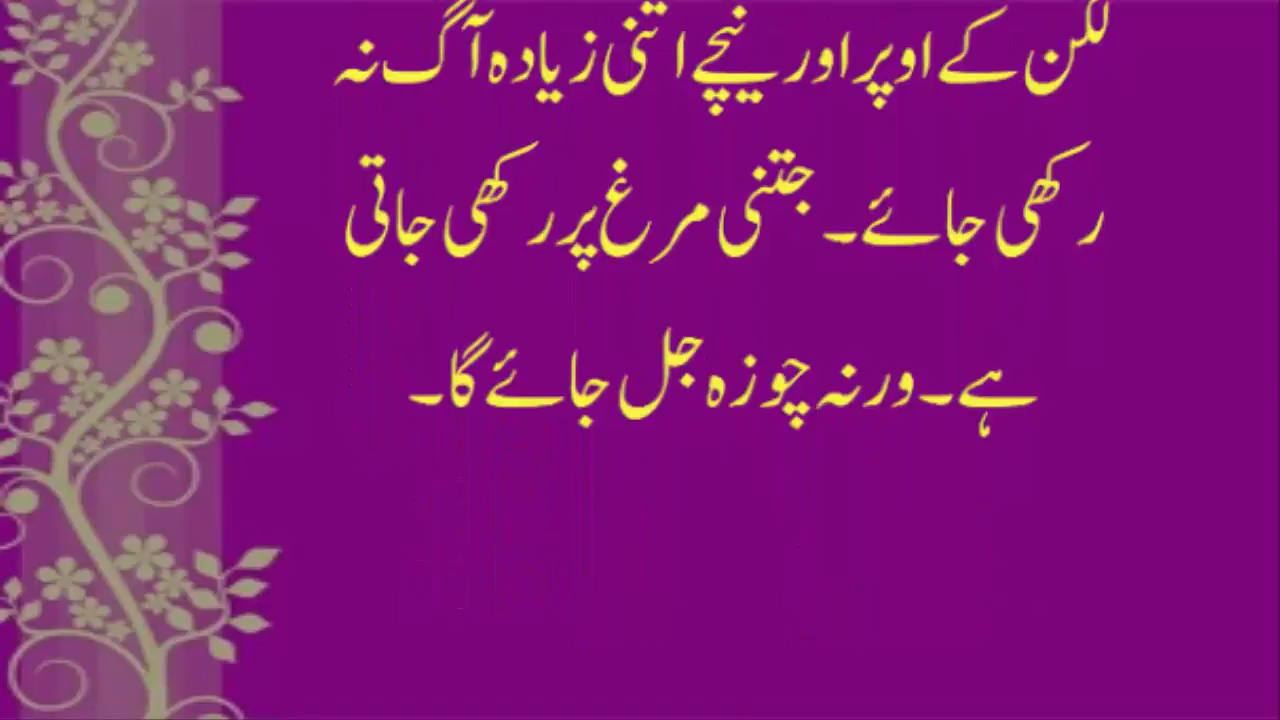 لگن کے اوپر اور نیچے اتنی زیادہ آگ نہ
رکھی جائے۔ جتنی مرغ پر رکھی جاتی
ہے۔ ورنہ چوزہ جل جائے گا۔